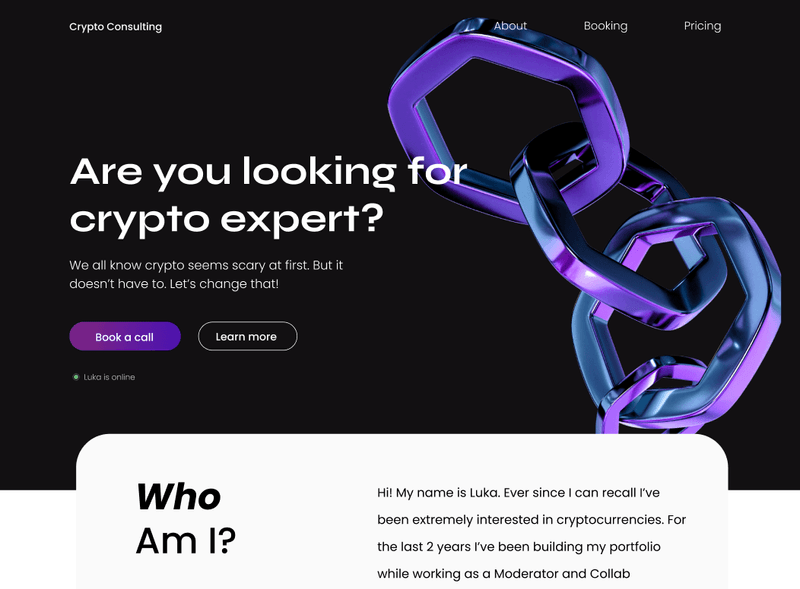 Crypto Consulting
About
Booking
Pricing
Are you looking for
crypto expert?
We all know crypto seems scary at first. But it
doesn’t have to. Let’s change that!
Book a call
Learn more
Luka is online
Who
Am I?
Hi! My name is Luka. Ever since I can recall I’ve
been extremely interested in cryptocurrencies. For
the last 2 years I’ve been building my portfolio
while working as a Moderator and Collab